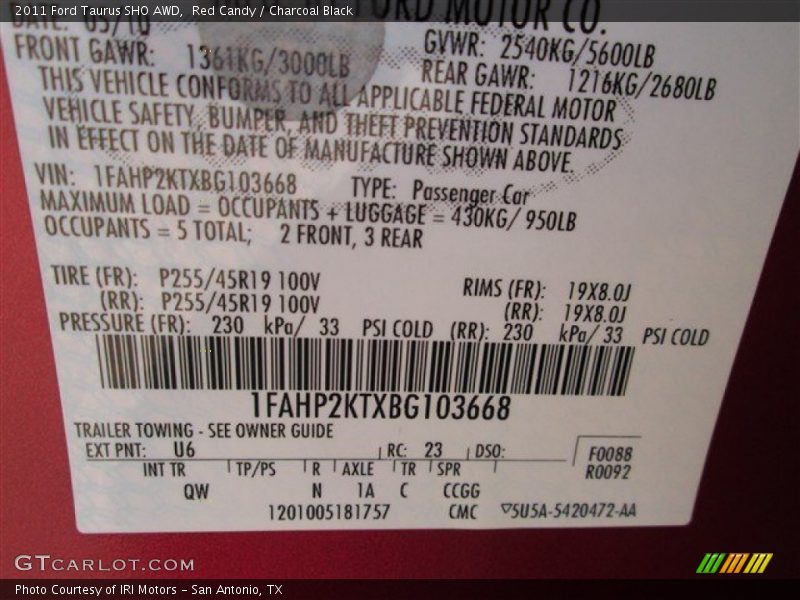 2011 Ford Taurus SHO AWD, Red Candy / Charcoal Black
DATE: 05/10 FORD MOTOR CO.
FRONT GAWR: 1361KG/3000LB GVWR: 2540KG/5600LB
REAR GAWR: 1216KG/2680LB
THIS VEHICLE CONFORMS TO ALL APPLICABLE FEDERAL MOTOR
VEHICLE SAFETY, BUMPER, AND THEFT PREVENTION STANDARDS
IN EFFECT ON THE DATE OF MANUFACTURE SHOWN ABOVE.
VIN: 1FAHP2KTXBG103668 TYPE: Passenger Car
MAXIMUM LOAD = OCCUPANTS + LUGGAGE = 430KG/ 950LB
OCCUPANTS = 5 TOTAL; 2 FRONT, 3 REAR
TIRE (FR): P255/45R19 100V RIMS (FR): 19X8.0J
(RR): P255/45R19 100V (RR): 19X8.0J
PRESSURE (FR): 230 kPa/ 33 PSI COLD (RR): 230 kPa/ 33 PSI COLD
1FAHP2KTXBG103668
TRAILER TOWING - SEE OWNER GUIDE
EXT PNT: U6 RC: 23 DSO: F0088
INT TR TP/PS R AXLE TR SPR R0092
QW N 1A C CCGG
1201005181757 CMC ▽5U5A-5420472-AA
GTCARLOT.COM
Photo Courtesy of IRI Motors – San Antonio, TX